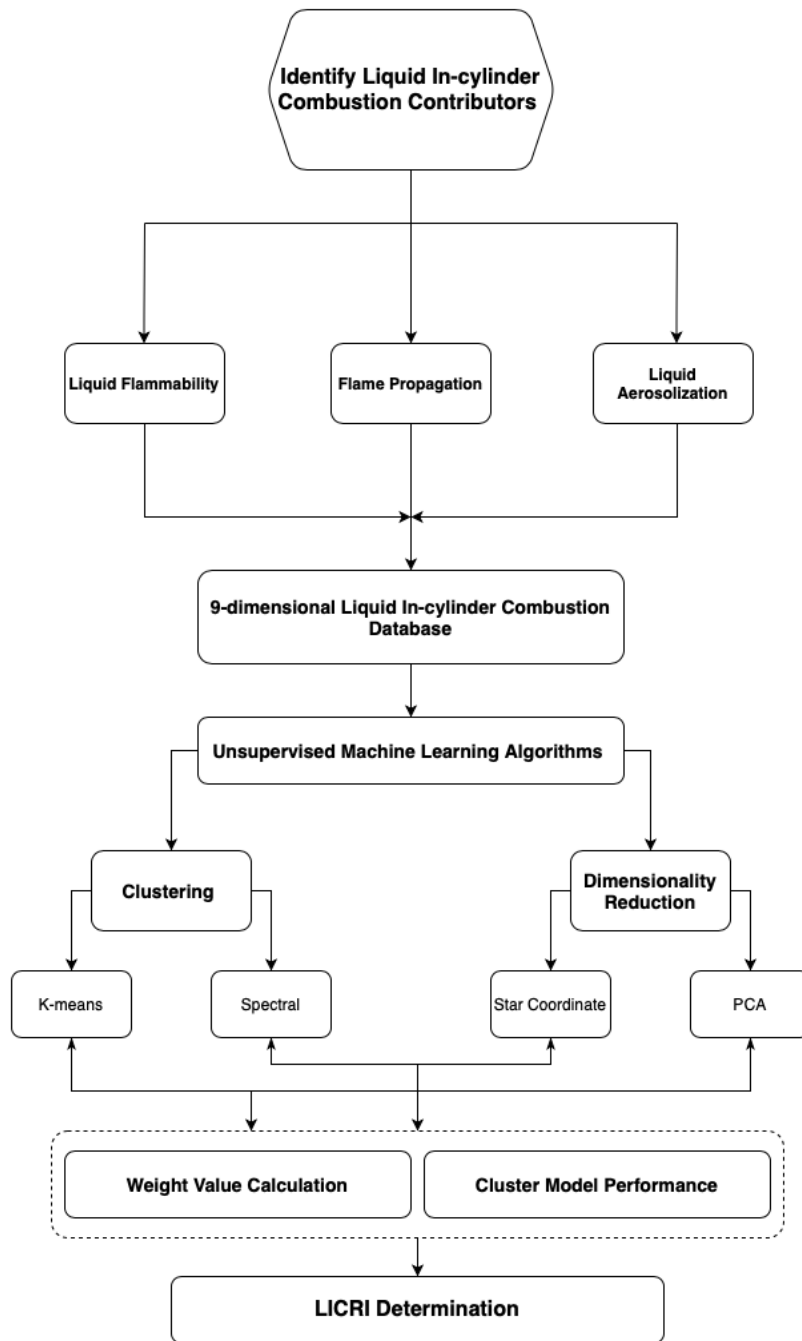 Identify Liquid In-cylinder
Combustion Contributors
Liquid Flammability
Flame Propagation
Liquid
Aerosolization
9-dimensional Liquid In-cylinder Combustion
Database
Unsupervised Machine Learning Algorithms
Clustering
Dimensionality
Reduction
K-means
Spectral
Star Coordinate
PCA
Weight Value Calculation
Cluster Model Performance
LICRI Determination